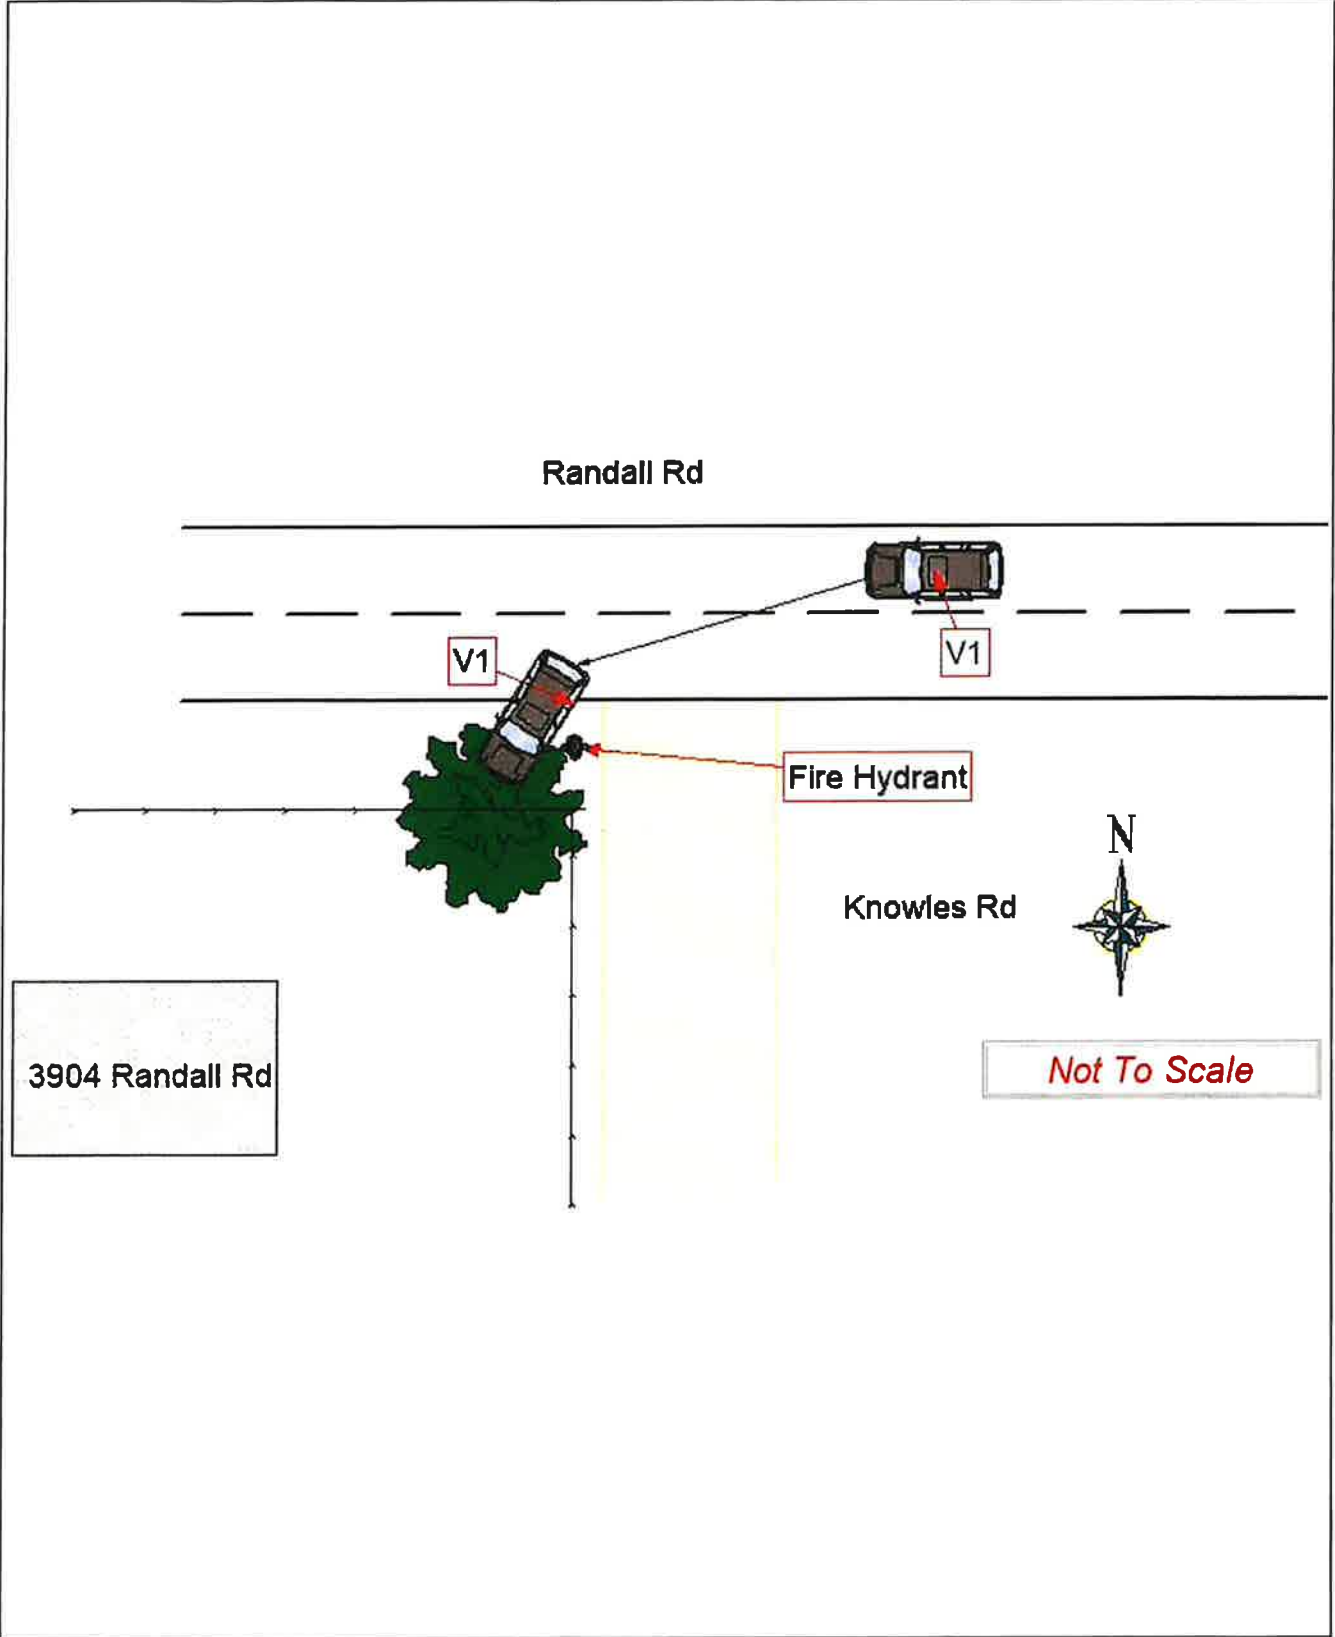 Randall Rd
V1
V1
Fire Hydrant
N
Knowles Rd
3904 Randall Rd
Not To Scale